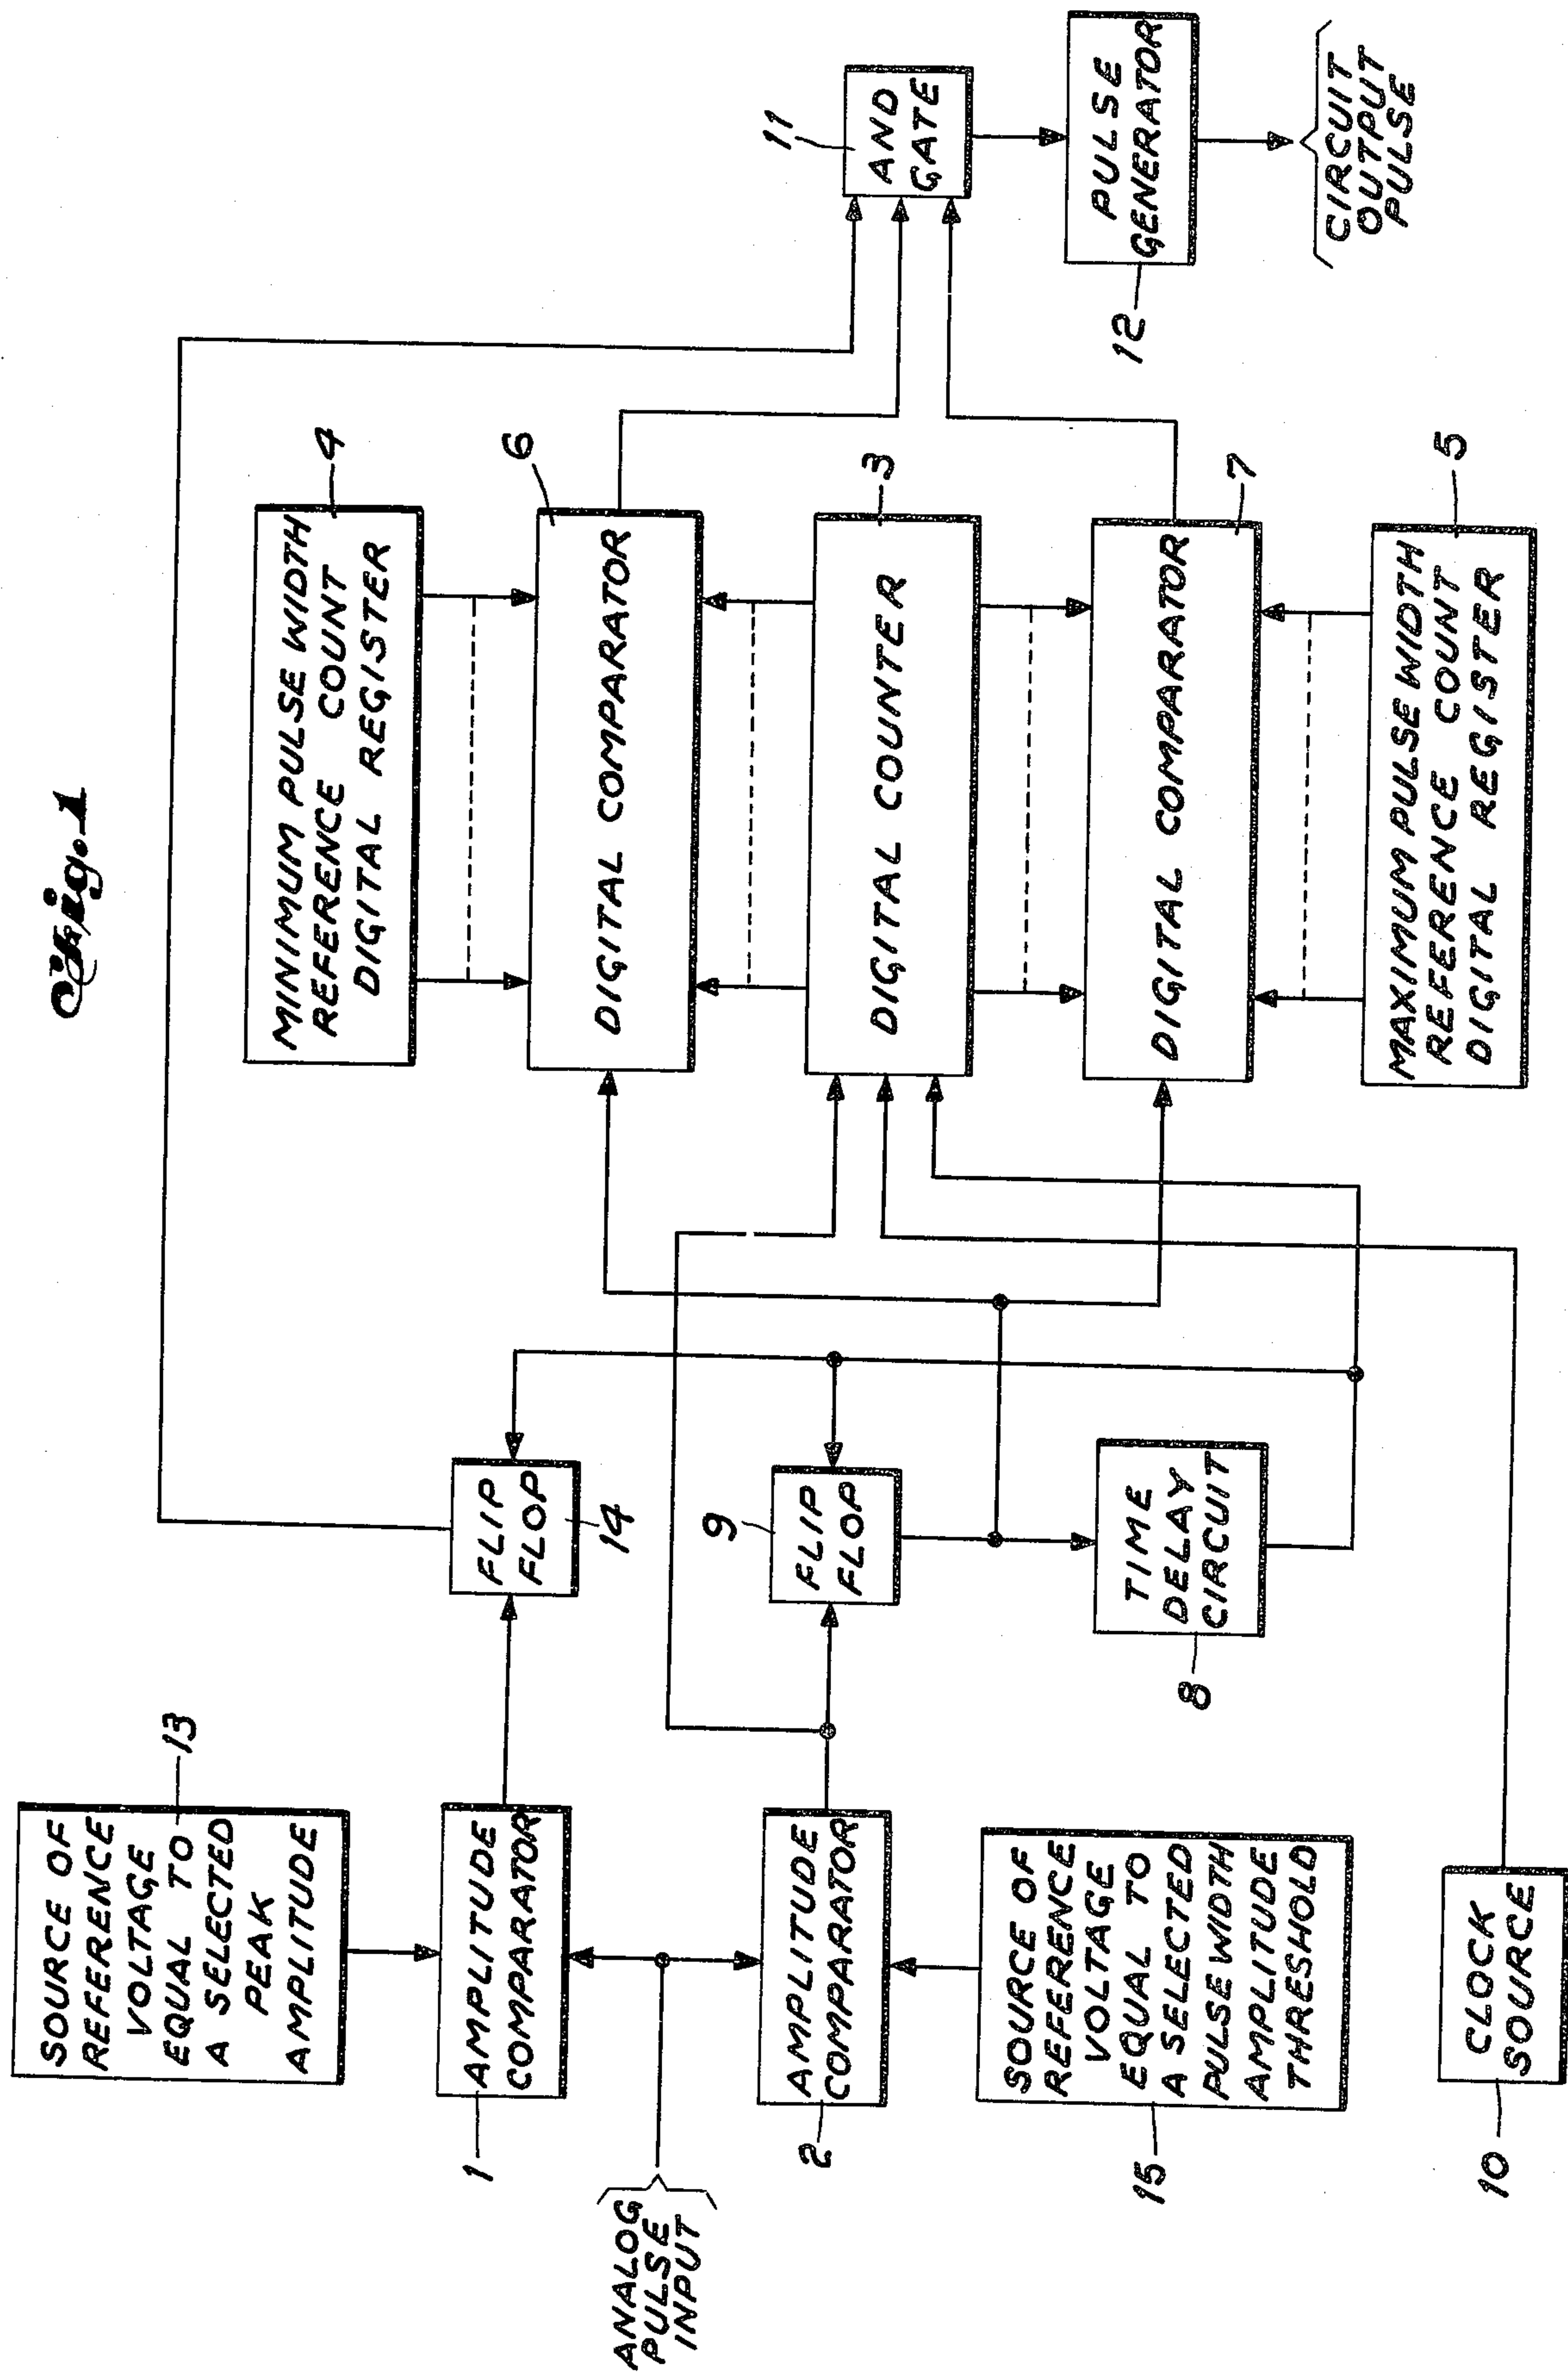 Fig. 1
SOURCE OF
REFERENCE
VOLTAGE
EQUAL TO
A SELECTED
PEAK
AMPLITUDE
13
AMPLITUDE
COMPARATOR
1
ANALOG
PULSE
INPUT
AMPLITUDE
COMPARATOR
2
SOURCE OF
REFERENCE
VOLTAGE
EQUAL TO
A SELECTED
PULSE WIDTH
AMPLITUDE
THRESHOLD
15
CLOCK
SOURCE
10
FLIP
FLOP
14
FLIP
FLOP
9
TIME
DELAY
CIRCUIT
8
MINIMUM PULSE WIDTH
REFERENCE COUNT
DIGITAL REGISTER
4
DIGITAL COMPARATOR
6
DIGITAL COUNTER
3
DIGITAL COMPARATOR
7
MAXIMUM PULSE WIDTH
REFERENCE COUNT
DIGITAL REGISTER
5
AND
GATE
11
PULSE
GENERATOR
12
CIRCUIT
OUTPUT
PULSE